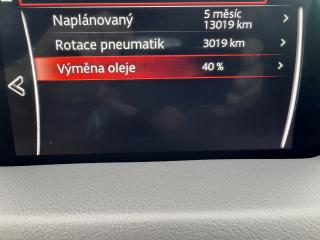 Naplánovaný 5 měsíc
13019 km
Rotace pneumatik 3019 km
Výměna oleje 40 %